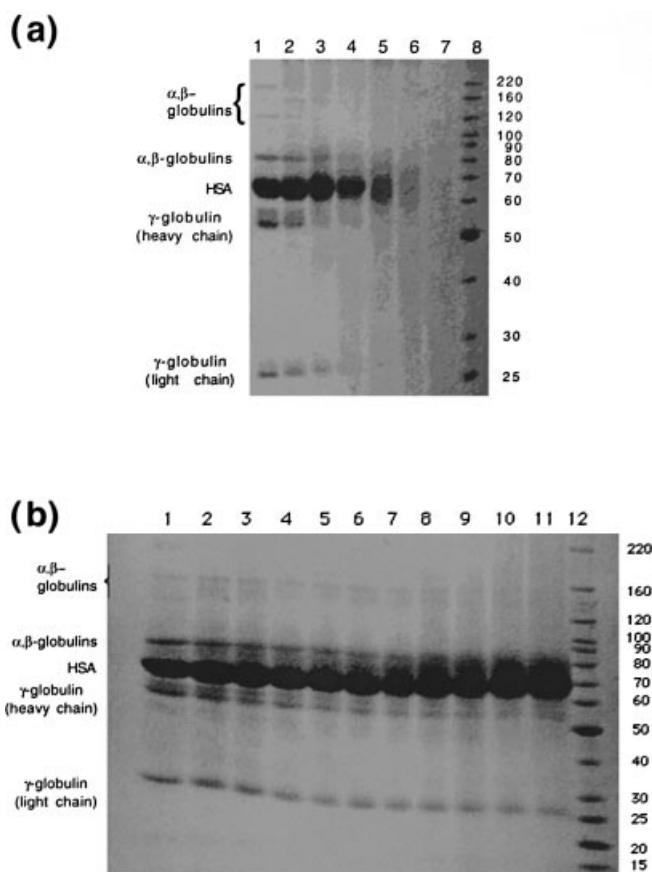 (a)
1 2 3 4 5 6 7 8
α,β–
globulins
α,β-globulins
HSA
γ-globulin
(heavy chain)
γ-globulin
(light chain)
220
160
120
100
90
80
70
60
50
40
30
25
(b)
1 2 3 4 5 6 7 8 9 10 11 12
α,β–
globulins
α,β-globulins
HSA
γ-globulin
(heavy chain)
γ-globulin
(light chain)
220
160
120
100
90
80
70
60
50
40
30
25
20
15